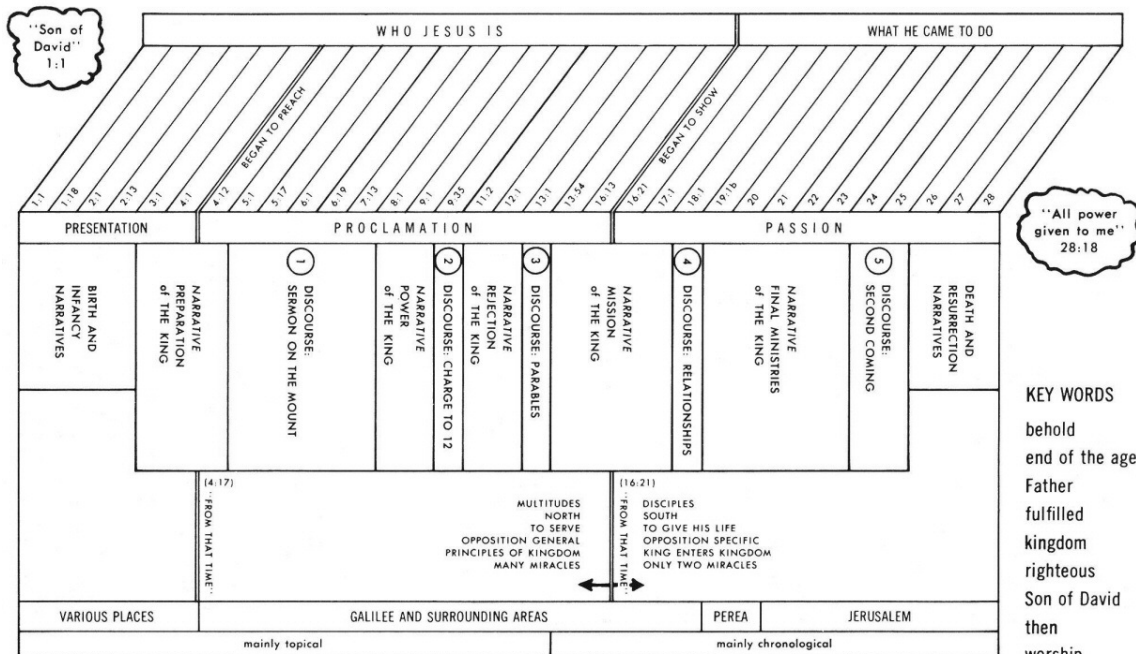 "Son of
David"
1:1
WHO JESUS IS
WHAT HE CAME TO DO
BEGAN TO PREACH
BEGAN TO SHOW
1:1
1:18
2:1
2:13
3:1
4:1
4:12
5:1
5:17
6:1
6:19
7:13
8:1
9:1
9:35
11:2
12:1
13:1
13:54
16:13
16:21
17:1
18:1
19:1b
20
21
22
23
24
25
26
27
28
"All power
given to me"
28:18
PRESENTATION
PROCLAMATION
PASSION
BIRTH AND
INFANCY
NARRATIVES
NARRATIVE
PREPARATION
of THE KING
1
DISCOURSE:
SERMON ON THE MOUNT
NARRATIVE
POWER
of THE KING
2
DISCOURSE: CHARGE TO 12
NARRATIVE
REJECTION
of THE KING
3
DISCOURSE: PARABLES
NARRATIVE
MISSION
of THE KING
4
DISCOURSE: RELATIONSHIPS
NARRATIVE
FINAL MINISTRIES
of THE KING
5
DISCOURSE:
SECOND COMING
DEATH AND
RESURRECTION
NARRATIVES
(4:17)
"FROM THAT TIME"
MULTITUDES
NORTH
TO SERVE
OPPOSITION GENERAL
PRINCIPLES OF KINGDOM
MANY MIRACLES
(16:21)
"FROM THAT TIME"
DISCIPLES
SOUTH
TO GIVE HIS LIFE
OPPOSITION SPECIFIC
KING ENTERS KINGDOM
ONLY TWO MIRACLES
VARIOUS PLACES
GALILEE AND SURROUNDING AREAS
PEREA
JERUSALEM
mainly topical
mainly chronological
KEY WORDS
behold
end of the age
Father
fulfilled
kingdom
righteous
Son of David
then
worship